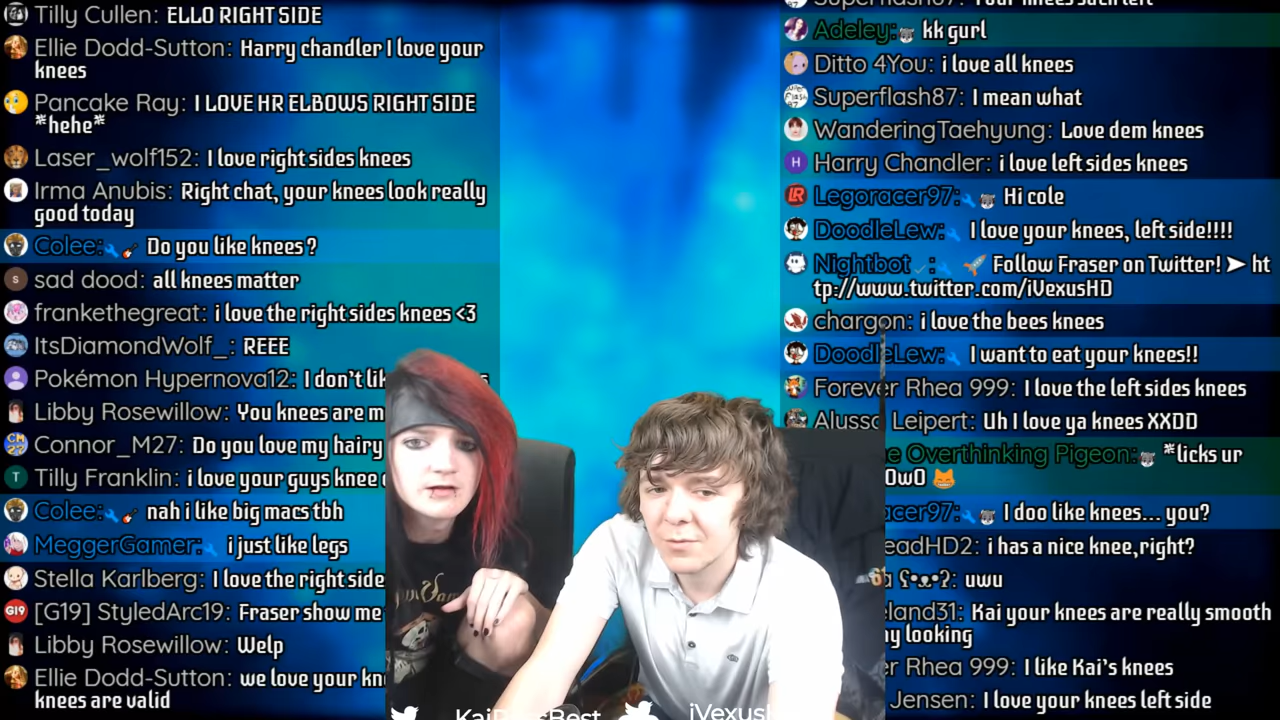 Tilly Cullen: ELLO RIGHT SIDE
Ellie Dodd-Sutton: Harry chandler I love your
knees
Pancake Ray: I LOVE HR ELBOWS RIGHT SIDE
*hehe*
Laser_wolf152: I love right sides knees
Irma Anubis: Right chat, your knees look really
good today
Colee: Do you like knees?
sad dood: all knees matter
frankethegreat: i love the right sides knees <3
ItsDiamondWolf_: REEE
Pokémon Hypernova12: I don't
Libby Rosewillow: You knees are
Connor_M27: Do you love my hairy
Tilly Franklin: i love your guys knee
Colee: nah i like big macs tbh
MeggerGamer: i just like legs
Stella Karlberg: I love the right side
[G19] StyledArc19: Fraser show me
Libby Rosewillow: Welp
Ellie Dodd-Sutton: we love your
knees are valid
Adeley: kk gurl
Ditto 4You: i love all knees
Superflash87: I mean what
WanderingTaehyung: Love dem knees
Harry Chandler: i love left sides knees
Legoracer97: Hi cole
DoodleLew: I love your knees, left side!!!!
Nightbot ✓: 🚀 Follow Fraser on Twitter! ➤ ht
tp://www.twitter.com/iVexusHD
chargon: i love the bees knees
DoodleLew: I want to eat your knees!!
Forever Rhea 999: I love the left sides knees
Leipert: Uh I love ya knees XXDD
Overthinking Pigeon: *licks ur
OwO 😹
I doo like knees... you?
eadHD2: i has a nice knee,right?
ʕ•ᴥ•ʔ: uwu
eland31: Kai your knees are really smooth
looking
Rhea 999: I like Kai's knees
Jensen: I love your knees left side